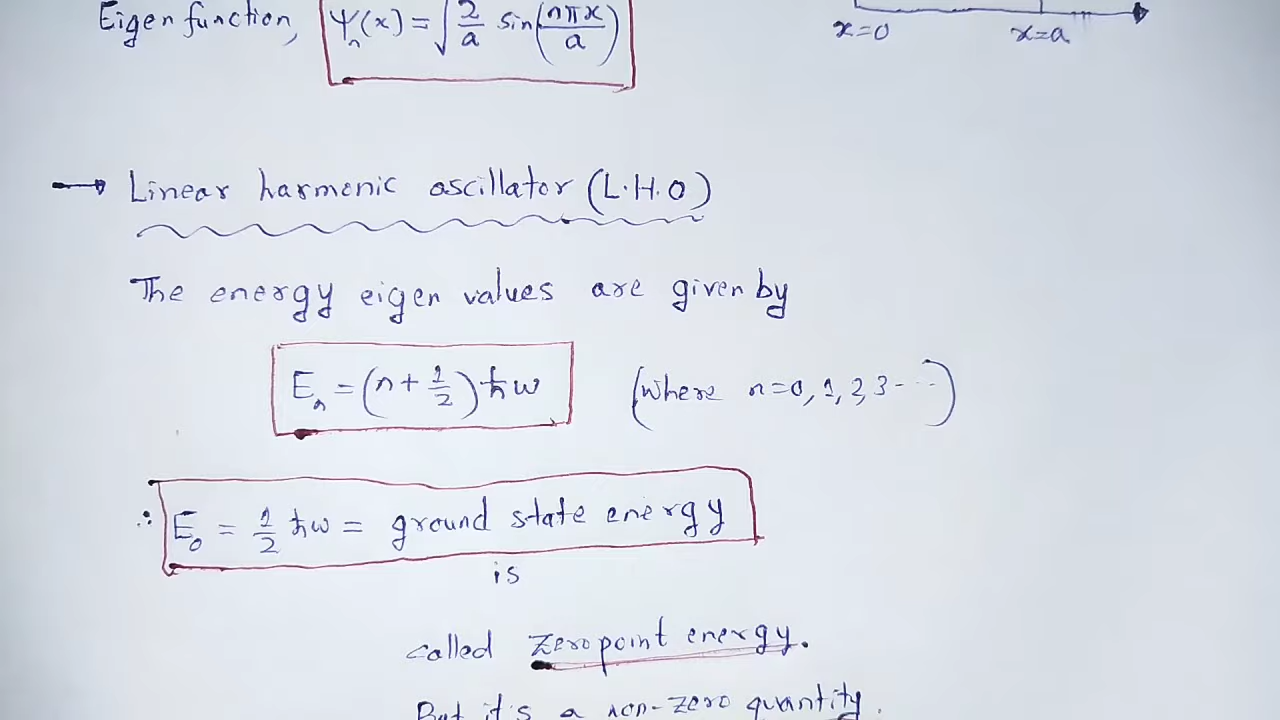 Eigen function, ψₙ(x) = √(2/a) sin(nπx/a)
x=0 x=a
→ Linear harmonic oscillator (L.H.O)
The energy eigen values are given by
Eₙ = (n + 1/2) ħω (where n=0, 1, 2, 3 - ...)
∴ E₀ = 1/2 ħω = ground state energy
is
called zero point energy.
But it's a non-zero quantity.